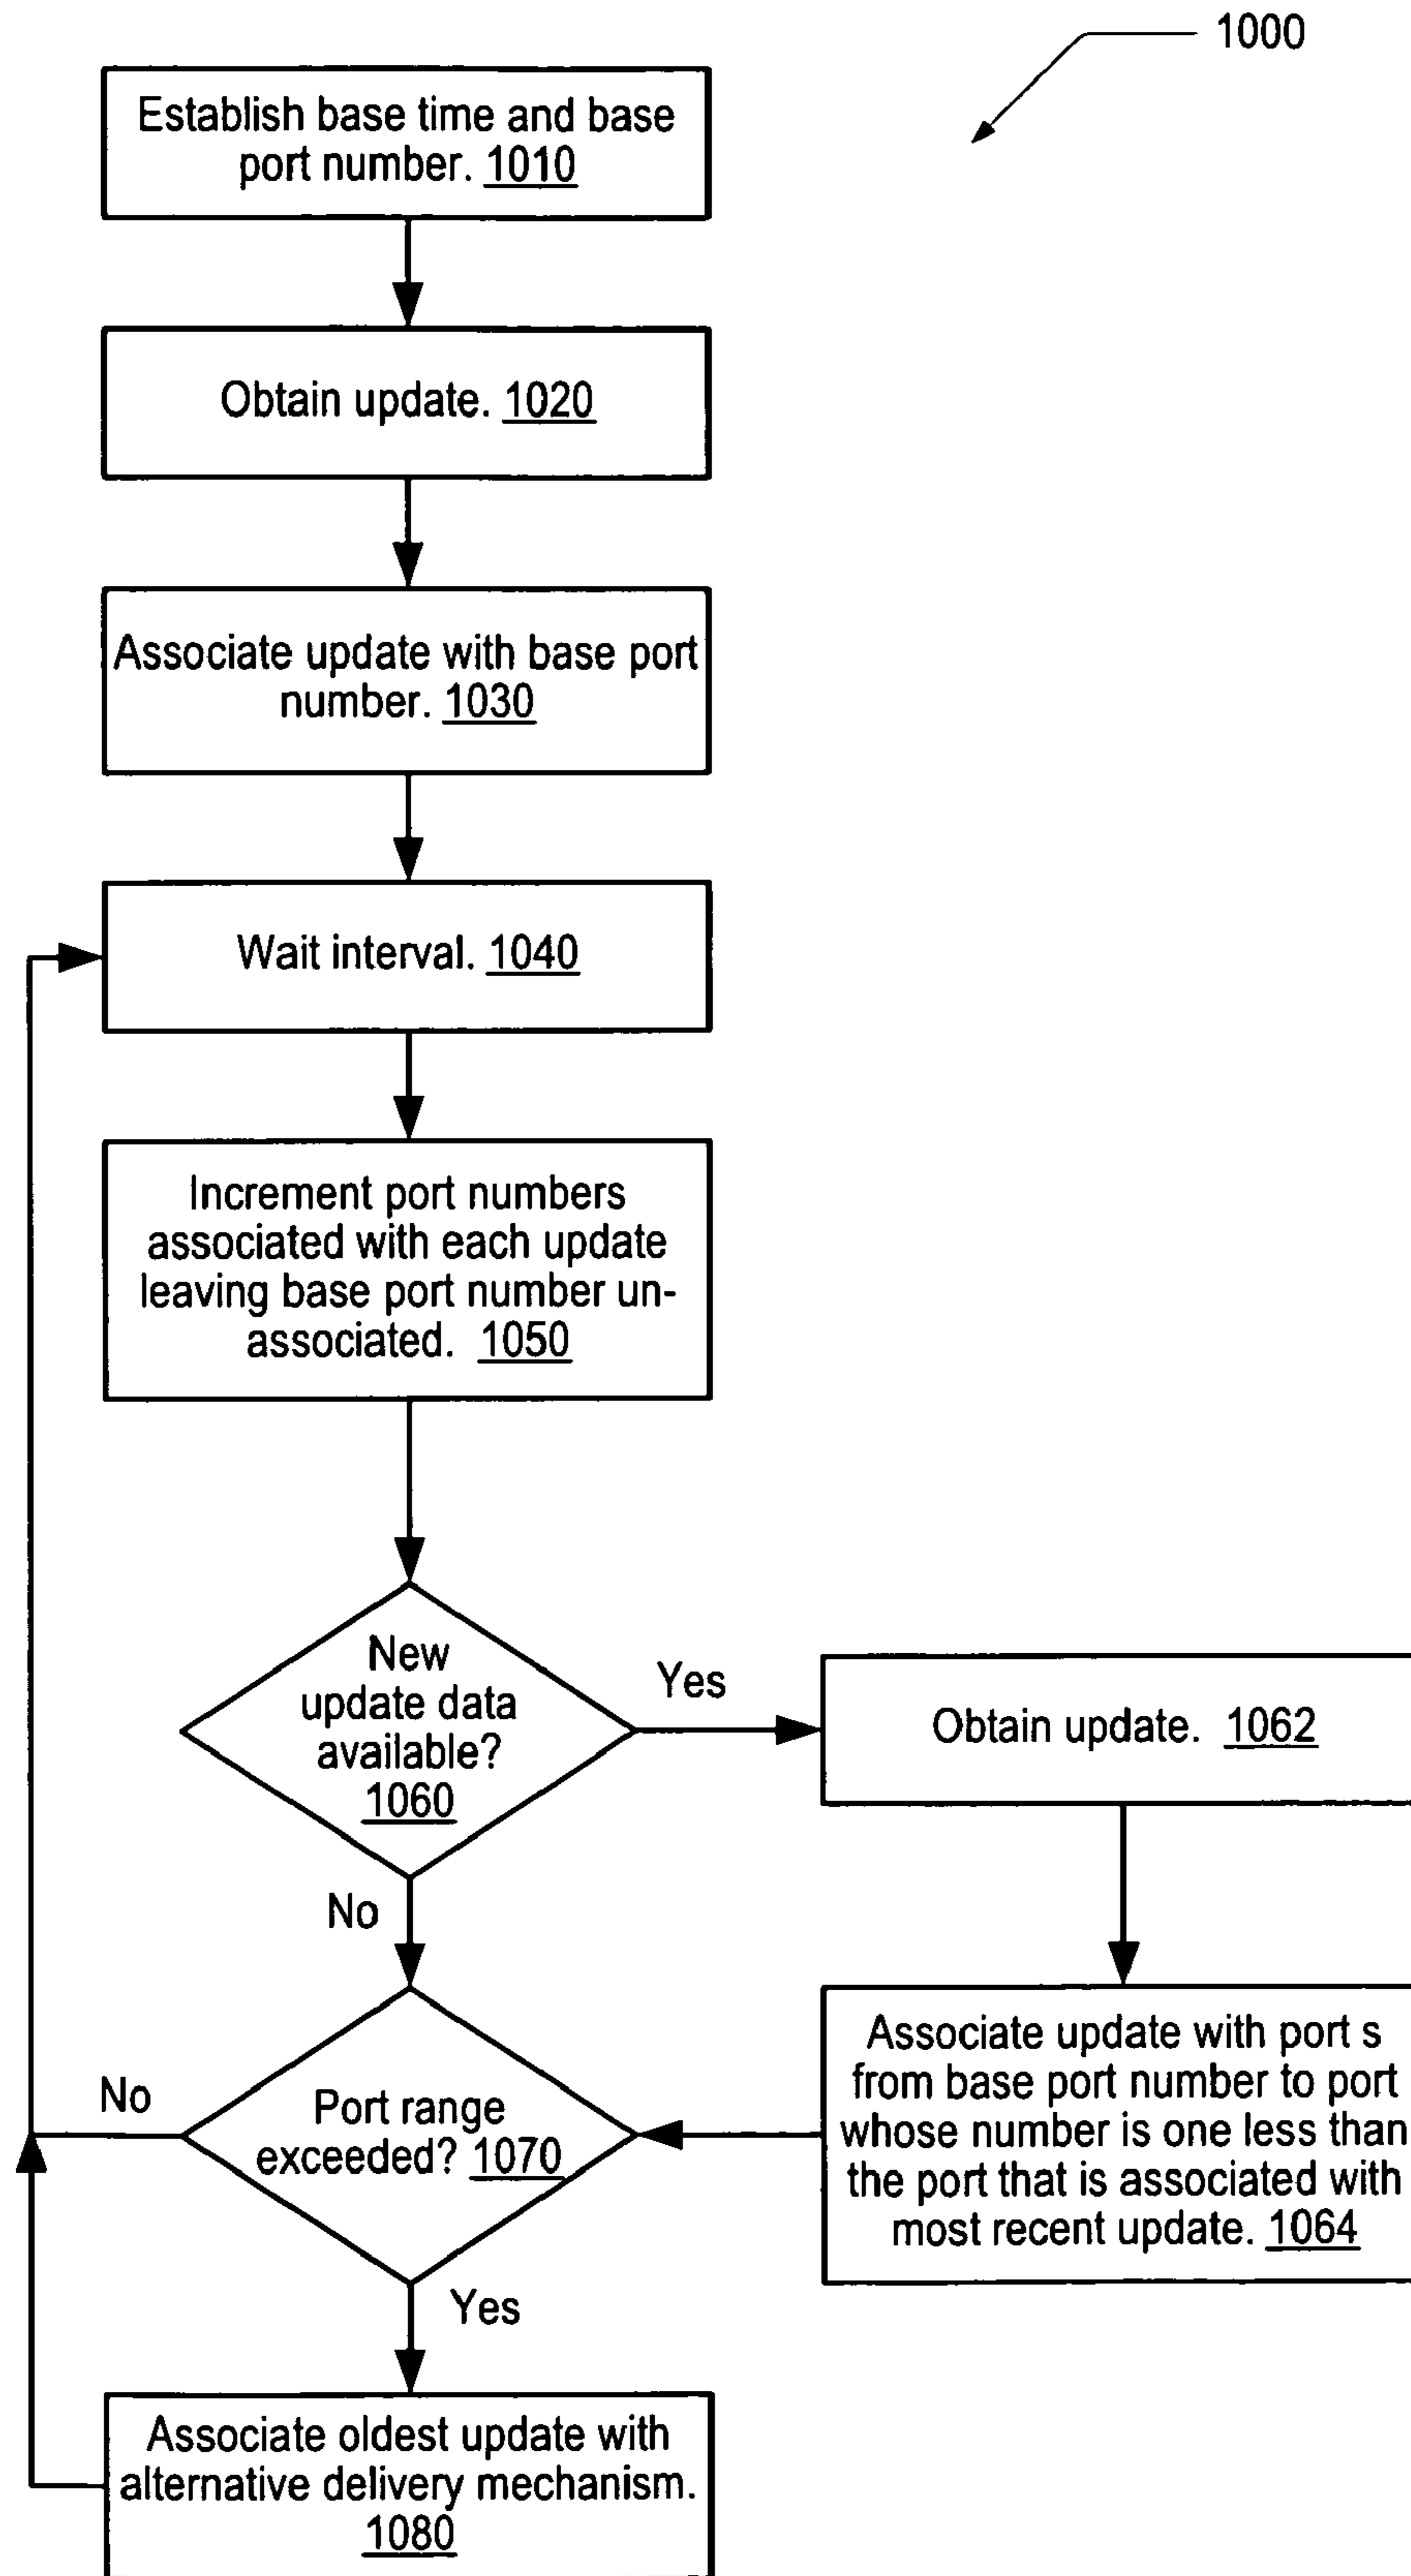 1000
Establish base time and base
port number. 1010
Obtain update. 1020
Associate update with base port
number. 1030
Wait interval. 1040
Increment port numbers
associated with each update
leaving base port number un-
associated. 1050
New
update data
available?
1060
Yes
Obtain update. 1062
No
Associate update with port s
from base port number to port
whose number is one less than
the port that is associated with
most recent update. 1064
Port range
exceeded? 1070
No
Yes
Associate oldest update with
alternative delivery mechanism.
1080